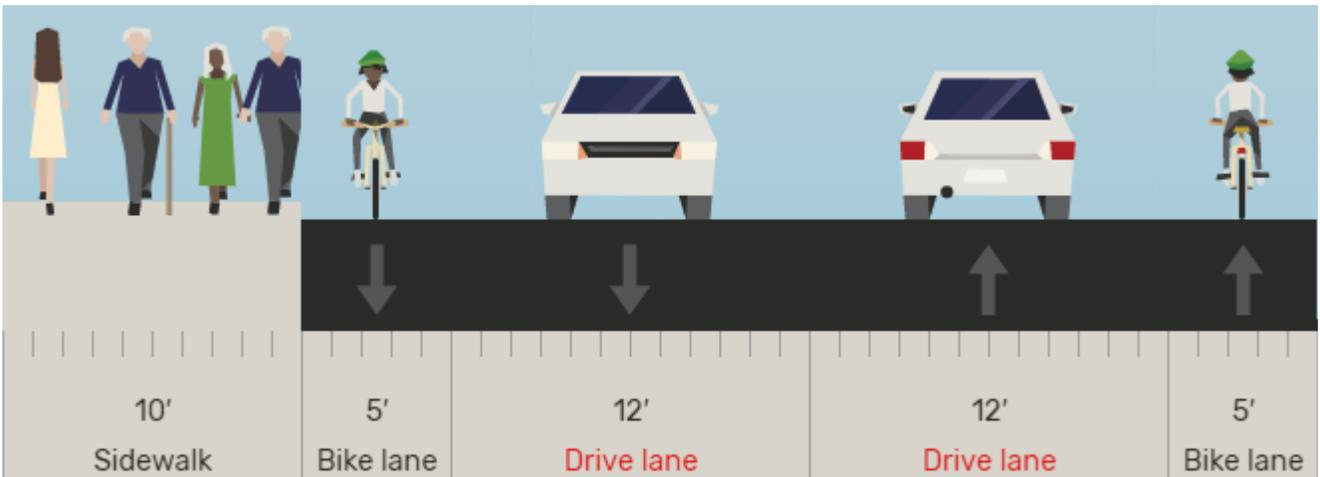 10′ 5′ 12′ 12′ 5′
Sidewalk Bike lane Drive lane Drive lane Bike lane